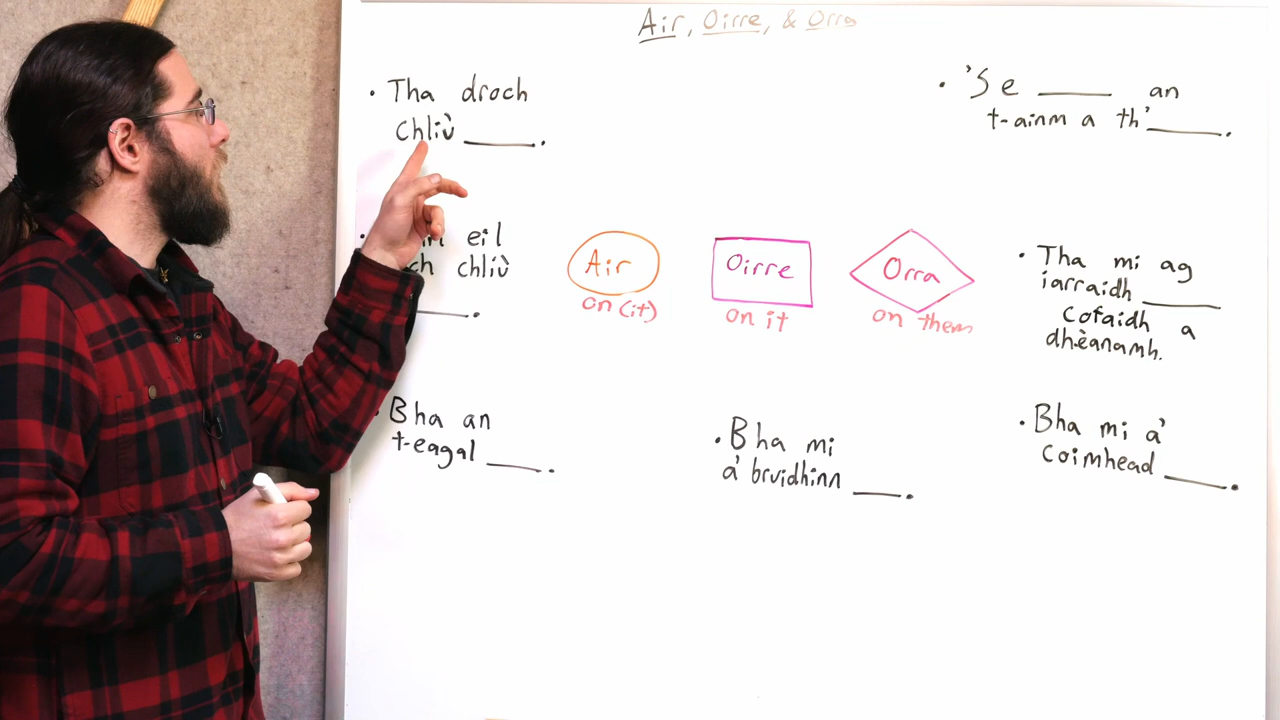 Air, Oirre, & Orra
• Tha droch
chliù ____.
eil
chliù
____.
• Bha an
t-eagal ____.
Air
on (it)
Oirre
on it
Orra
on them
• Bha mi
a' bruidhinn ____.
• 'S e ____ an
t-ainm a th' ____.
• Tha mi ag
iarraidh ____
cofaidh a
dhèanamh.
• Bha mi a'
coimhead ____.